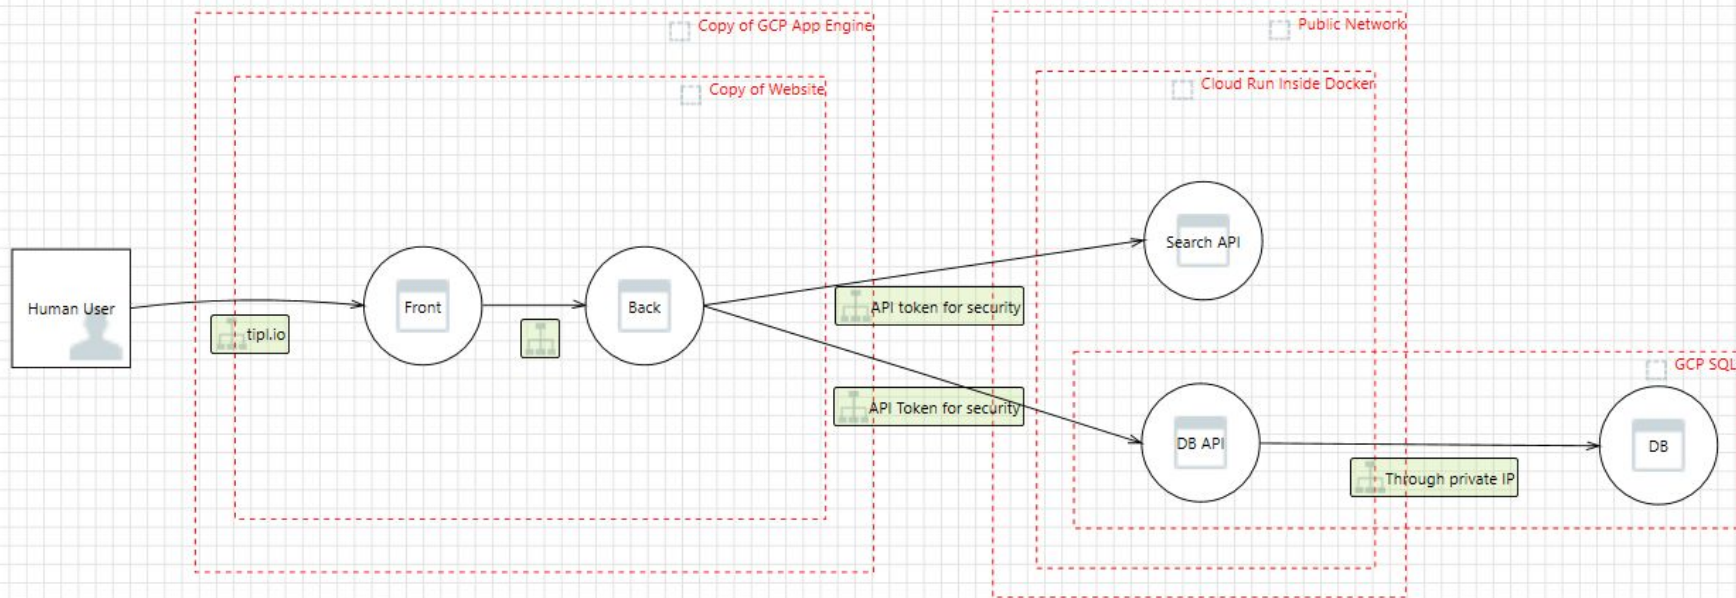 Copy of GCP App Engine
Public Network
Copy of Website
Cloud Run Inside Docker
Search API
Human User
Front
Back
tipl.io
API token for security
GCP SQL
API Token for security
DB API
DB
Through private IP